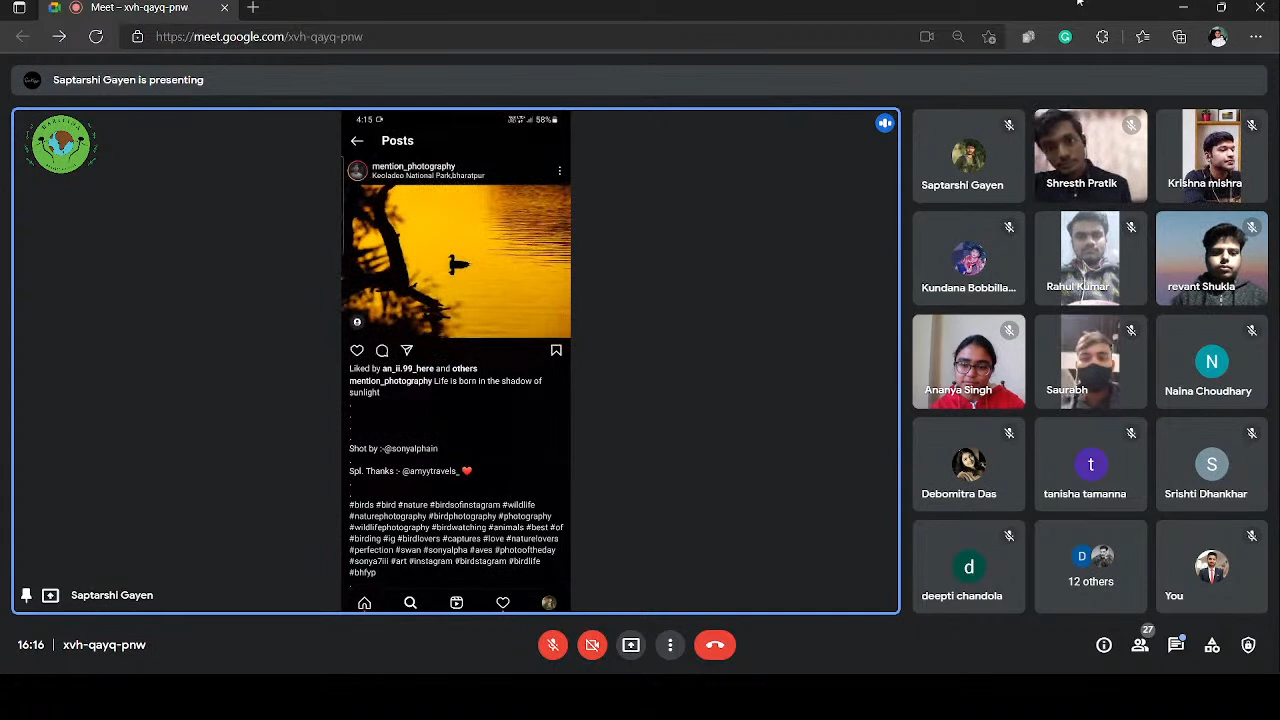 Meet – xvh-qayq-pnw
https://meet.google.com/xvh-qayq-pnw
Saptarshi Gayen is presenting
HARITIMA
4:15
58%
Posts
mention_photography
Keoladeo National Park,bharatpur
Liked by an_ii.99_here and others
mention_photography Life is born in the shadow of
sunlight
.
.
.
.
Shot by :-@sonyalphain
.
Spl. Thanks :- @amyytravels_ ❤️
.
.
#birds #bird #nature #birdsofinstagram #wildlife
#naturephotography #birdphotography #photography
#wildlifephotography #birdwatching #animals #best #of
#birding #ig #birdlovers #captures #love #naturelovers
#perfection #swan #sonyalpha #aves #photooftheday
#sonya7iii #art #instagram #birdstagram #birdlife
#bhfyp
.
Saptarshi Gayen
Saptarshi Gayen
Shresth Pratik
Krishna mishra
Kundana Bobbilla...
Rahul Kumar
revant Shukla
Ananya Singh
Saurabh
N
Naina Choudhary
Debomitra Das
t
tanisha tamanna
S
Srishti Dhankhar
d
deepti chandola
D
12 others
You
16:16
xvh-qayq-pnw
27